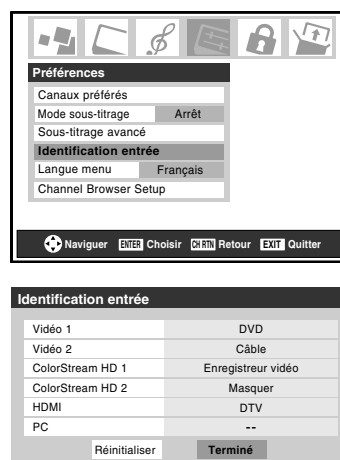 Préférences
Canaux préférés
Mode sous-titrage Arrêt
Sous-titrage avancé
Identification entrée
Langue menu Français
Channel Browser Setup
Naviguer ENTER Choisir CH RTN Retour EXIT Quitter
Identification entrée
Vidéo 1 DVD
Vidéo 2 Câble
ColorStream HD 1 Enregistreur vidéo
ColorStream HD 2 Masquer
HDMI DTV
PC --
Réinitialiser Terminé